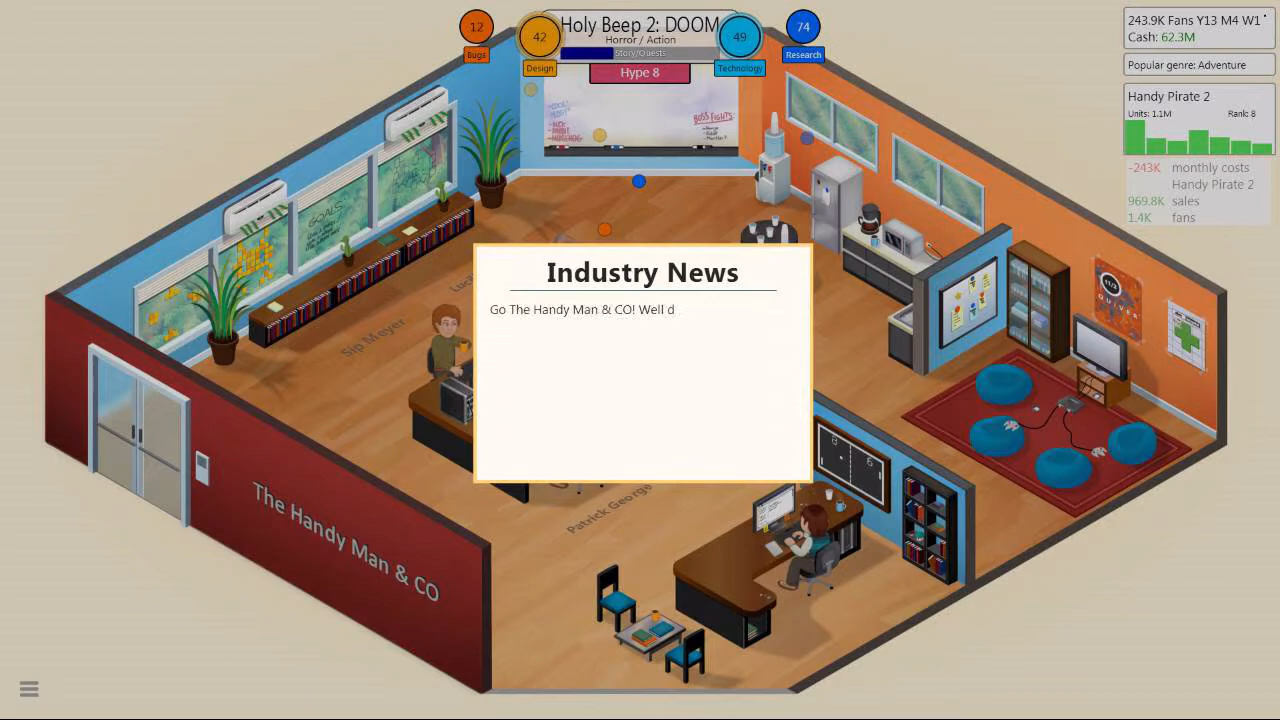 12
Bugs
42
Design
Holy Beep 2: DOOM
Horror / Action
Story/Quests
Hype 8
49
Technology
74
Research
243.9K Fans Y13 M4 W1
Cash: 62.3M
Popular genre: Adventure
Handy Pirate 2
Units: 1.1M
Rank: 8
-243K monthly costs
Handy Pirate 2
969.8K sales
1.4K fans
BOSS FIGHTS:
GOALS
Industry News
Go The Handy Man & CO! Well d
Sip Meyer
Patrick George
The Handy Man & CO